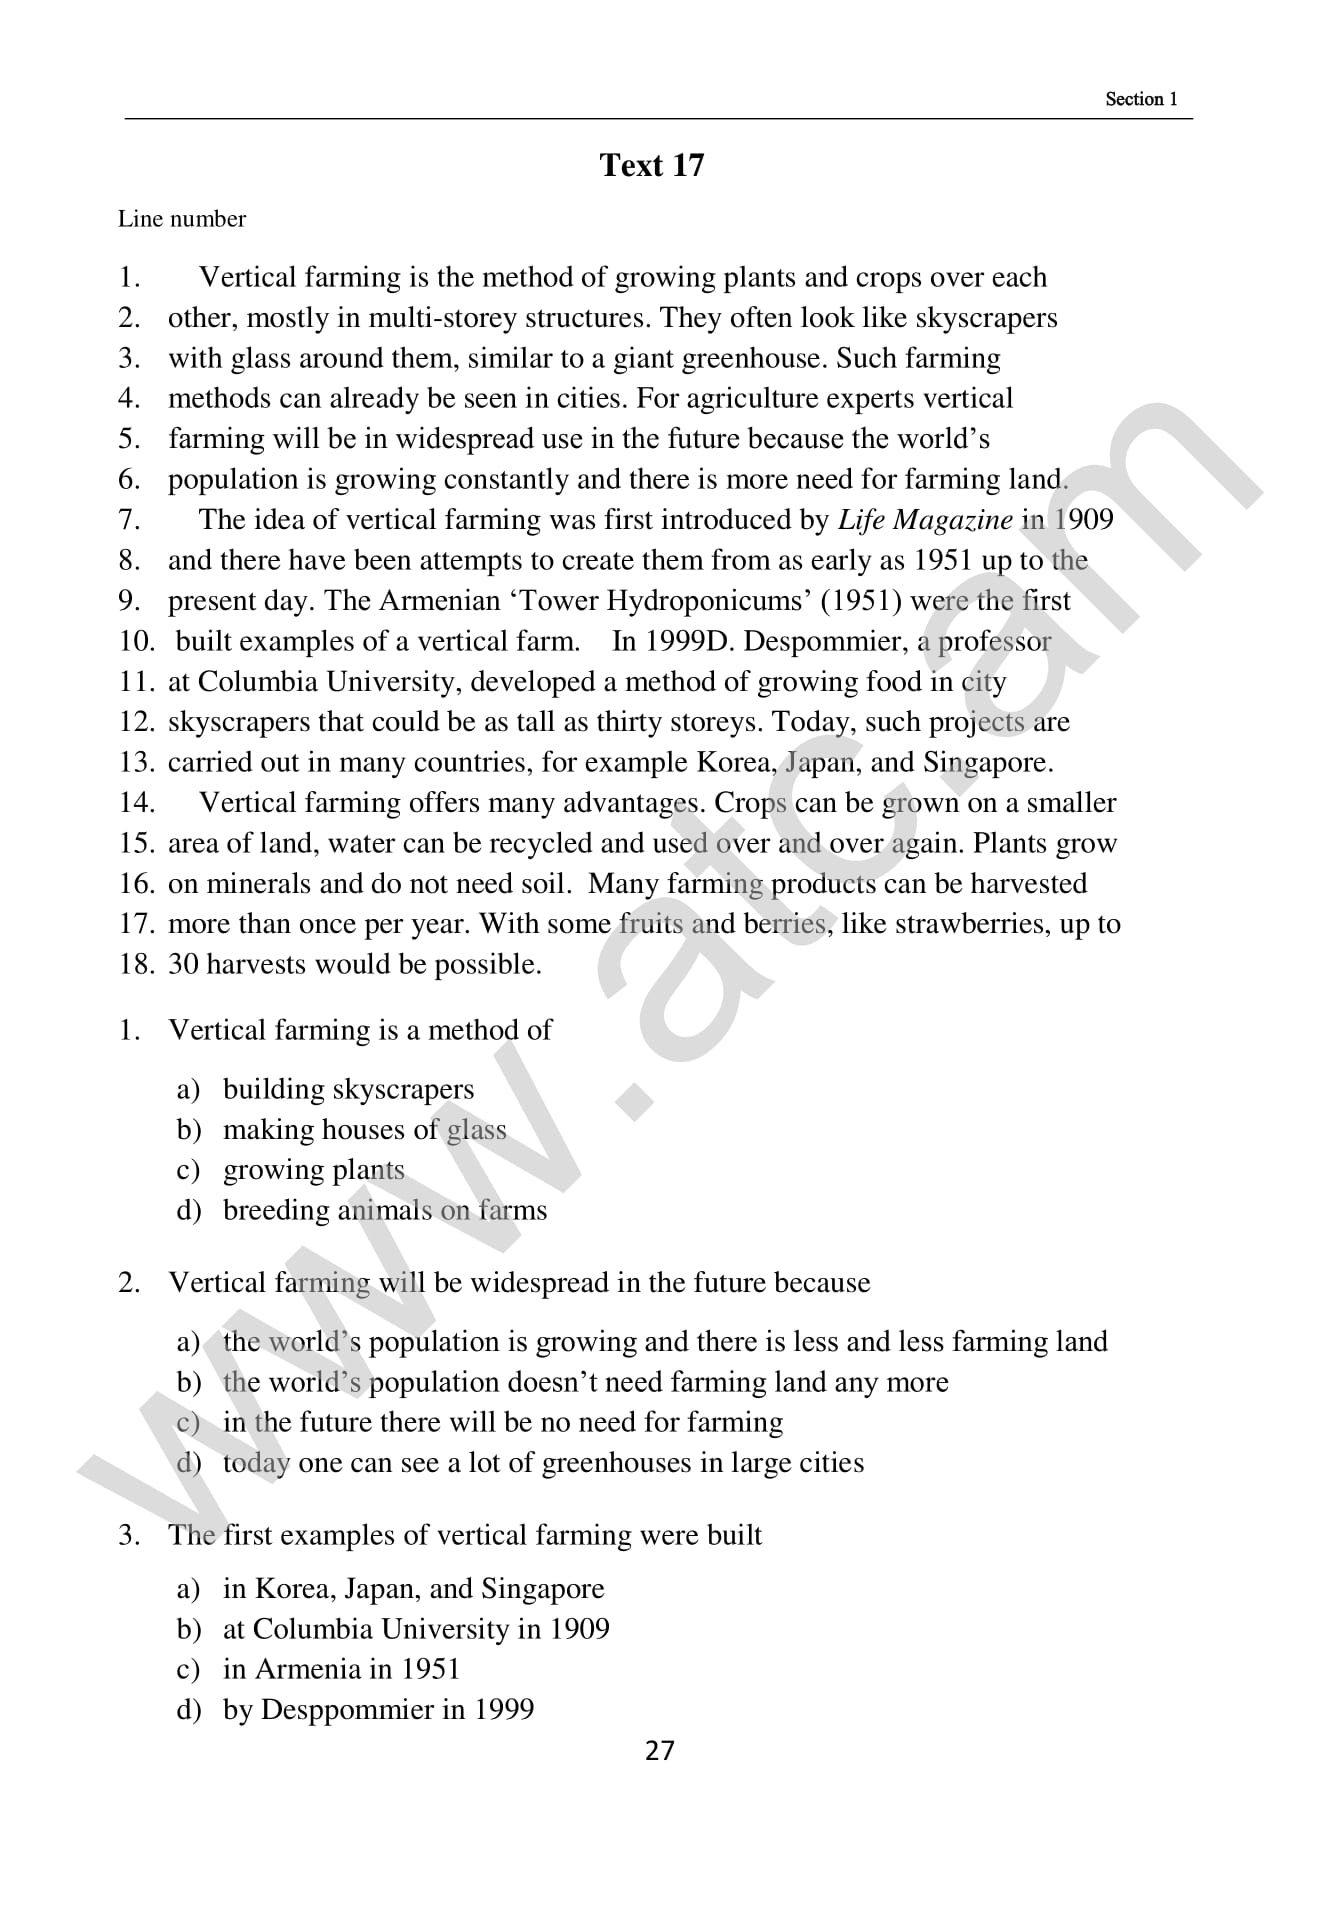 Section 1
Text 17
Line number
1. Vertical farming is the method of growing plants and crops over each
2. other, mostly in multi-storey structures. They often look like skyscrapers
3. with glass around them, similar to a giant greenhouse. Such farming
4. methods can already be seen in cities. For agriculture experts vertical
5. farming will be in widespread use in the future because the world’s
6. population is growing constantly and there is more need for farming land.
7. The idea of vertical farming was first introduced by Life Magazine in 1909
8. and there have been attempts to create them from as early as 1951 up to the
9. present day. The Armenian ‘Tower Hydroponicums’ (1951) were the first
10. built examples of a vertical farm. In 1999D. Despommier, a professor
11. at Columbia University, developed a method of growing food in city
12. skyscrapers that could be as tall as thirty storeys. Today, such projects are
13. carried out in many countries, for example Korea, Japan, and Singapore.
14. Vertical farming offers many advantages. Crops can be grown on a smaller
15. area of land, water can be recycled and used over and over again. Plants grow
16. on minerals and do not need soil. Many farming products can be harvested
17. more than once per year. With some fruits and berries, like strawberries, up to
18. 30 harvests would be possible.
1. Vertical farming is a method of
a) building skyscrapers
b) making houses of glass
c) growing plants
d) breeding animals on farms
2. Vertical farming will be widespread in the future because
a) the world’s population is growing and there is less and less farming land
b) the world’s population doesn’t need farming land any more
c) in the future there will be no need for farming
d) today one can see a lot of greenhouses in large cities
3. The first examples of vertical farming were built
a) in Korea, Japan, and Singapore
b) at Columbia University in 1909
c) in Armenia in 1951
d) by Desppommier in 1999
27
www.atc.am